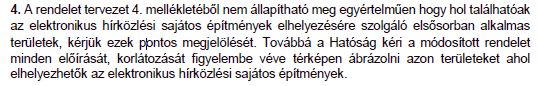 4. A rendelet tervezet 4. mellékletéből nem állapítható meg egyértelműen hogy hol találhatóak
az elektronikus hírközlési sajátos építmények elhelyezésére szolgáló elsősorban alkalmas
területek, kérjük ezek pontos megjelölését. Továbbá a Hatóság kéri a módosított rendelet
minden előírását, korlátozását figyelembe véve térképen ábrázolni azon területeket ahol
elhelyezhetők az elektronikus hírközlési sajátos építmények.